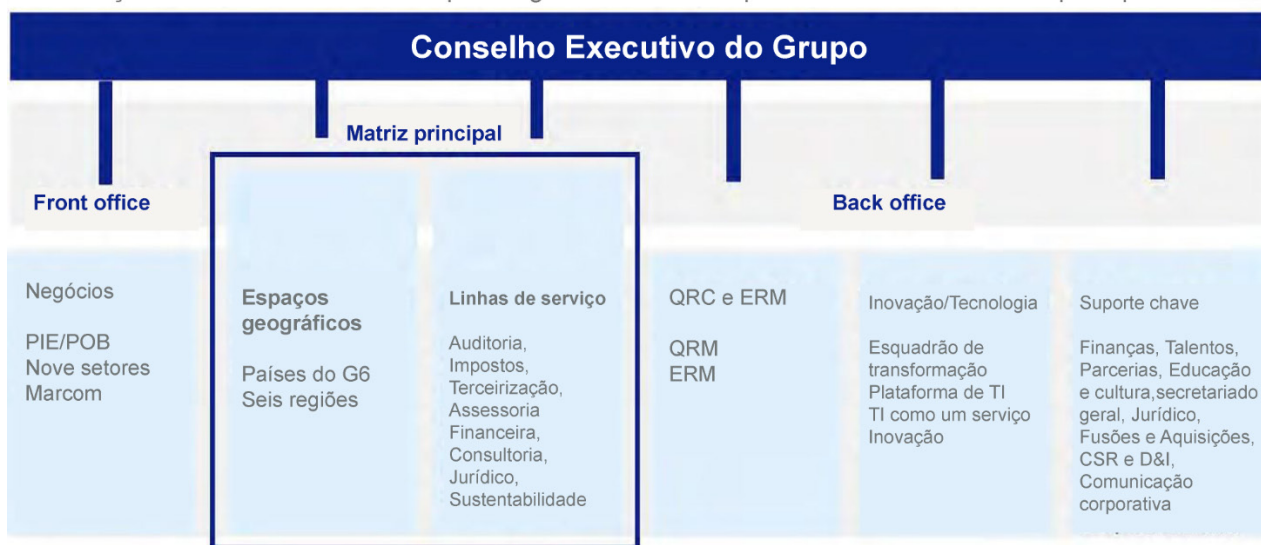 Conselho Executivo do Grupo
Matriz principal
Front office
Back office
Negócios
PIE/POB
Nove setores
Marcom
Espaços
geográficos
Países do G6
Seis regiões
Linhas de serviço
Auditoria,
Impostos,
Terceirização,
Assessoria
Financeira,
Consultoria,
Jurídico,
Sustentabilidade
QRC e ERM
QRM
ERM
Inovação/Tecnologia
Esquadrão de
transformação
Plataforma de TI
TI como um serviço
Inovação
Suporte chave
Finanças, Talentos,
Parcerias, Educação
e cultura,secretariado
geral, Jurídico,
Fusões e Aquisições,
CSR e D&I,
Comunicação
corporativa